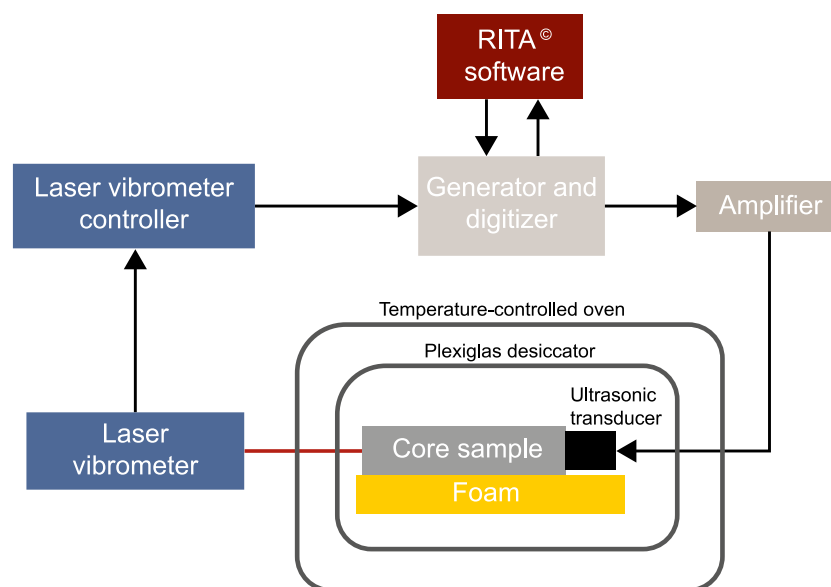 RITA ©
software
Laser vibrometer
controller
Generator and
digitizer
Amplifier
Temperature-controlled oven
Plexiglas desiccator
Ultrasonic
transducer
Laser
vibrometer
Core sample
Foam